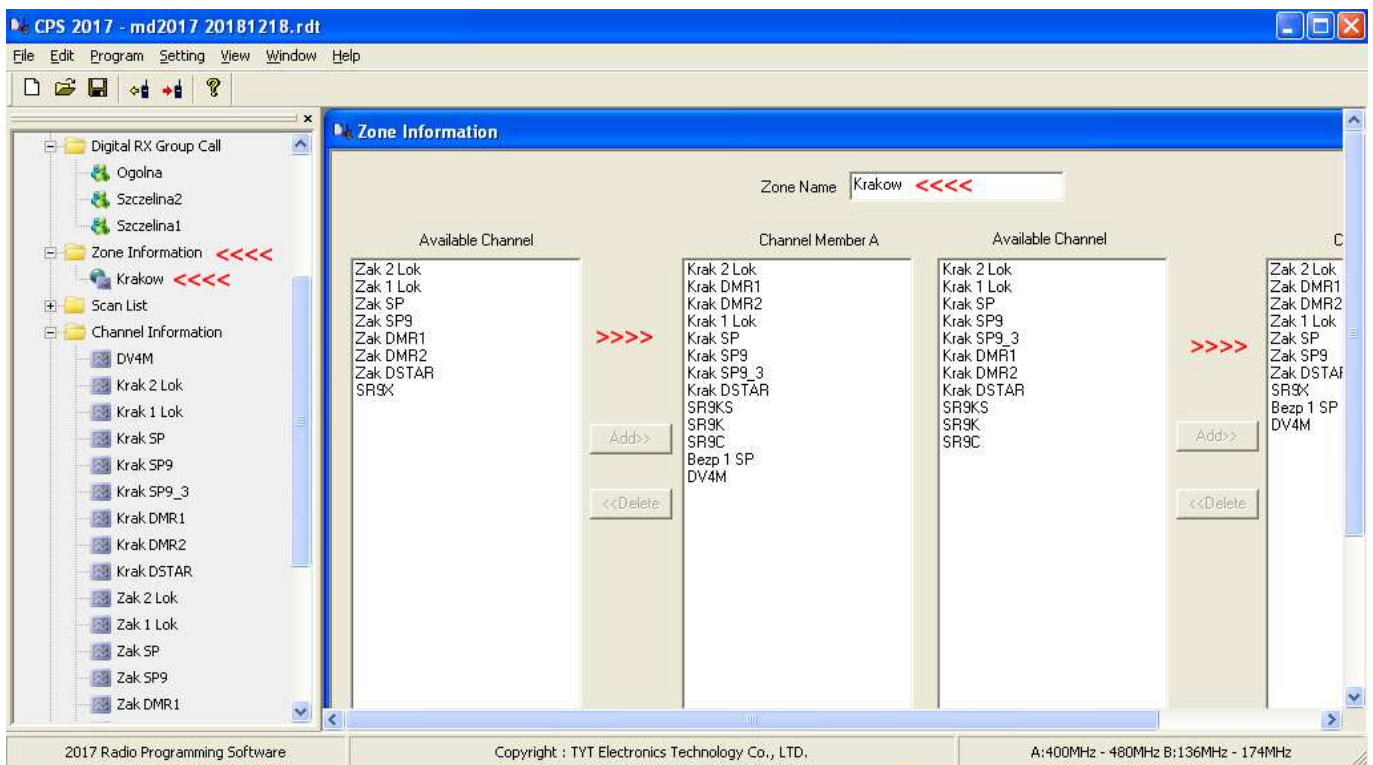 CPS 2017 - md2017 20181218.rdt
File Edit Program Setting View Window Help
Digital RX Group Call
Ogolna
Szczelina2
Szczelina1
Zone Information <<<<
Krakow <<<<
Scan List
Channel Information
DV4M
Krak 2 Lok
Krak 1 Lok
Krak SP
Krak SP9
Krak SP9_3
Krak DMR1
Krak DMR2
Krak DSTAR
Zak 2 Lok
Zak 1 Lok
Zak SP
Zak SP9
Zak DMR1
Zone Information
Zone Name Krakow <<<<
Available Channel
Zak 2 Lok
Zak 1 Lok
Zak SP
Zak SP9
Zak DMR1
Zak DMR2
Zak DSTAR
SR9X
>>>>
Add>>
<<Delete
Channel Member A
Krak 2 Lok
Krak DMR1
Krak DMR2
Krak 1 Lok
Krak SP
Krak SP9
Krak SP9_3
Krak DSTAR
SR9KS
SR9K
SR9C
Bezp 1 SP
DV4M
Available Channel
Krak 2 Lok
Krak 1 Lok
Krak SP
Krak SP9
Krak SP9_3
Krak DMR1
Krak DMR2
Krak DSTAR
SR9KS
SR9K
SR9C
>>>>
Add>>
<<Delete
C
Zak 2 Lok
Zak DMR1
Zak DMR2
Zak 1 Lok
Zak SP
Zak SP9
Zak DSTAF
SR9X
Bezp 1 SP
DV4M
2017 Radio Programming Software
Copyright : TYT Electronics Technology Co., LTD.
A:400MHz - 480MHz B:136MHz - 174MHz